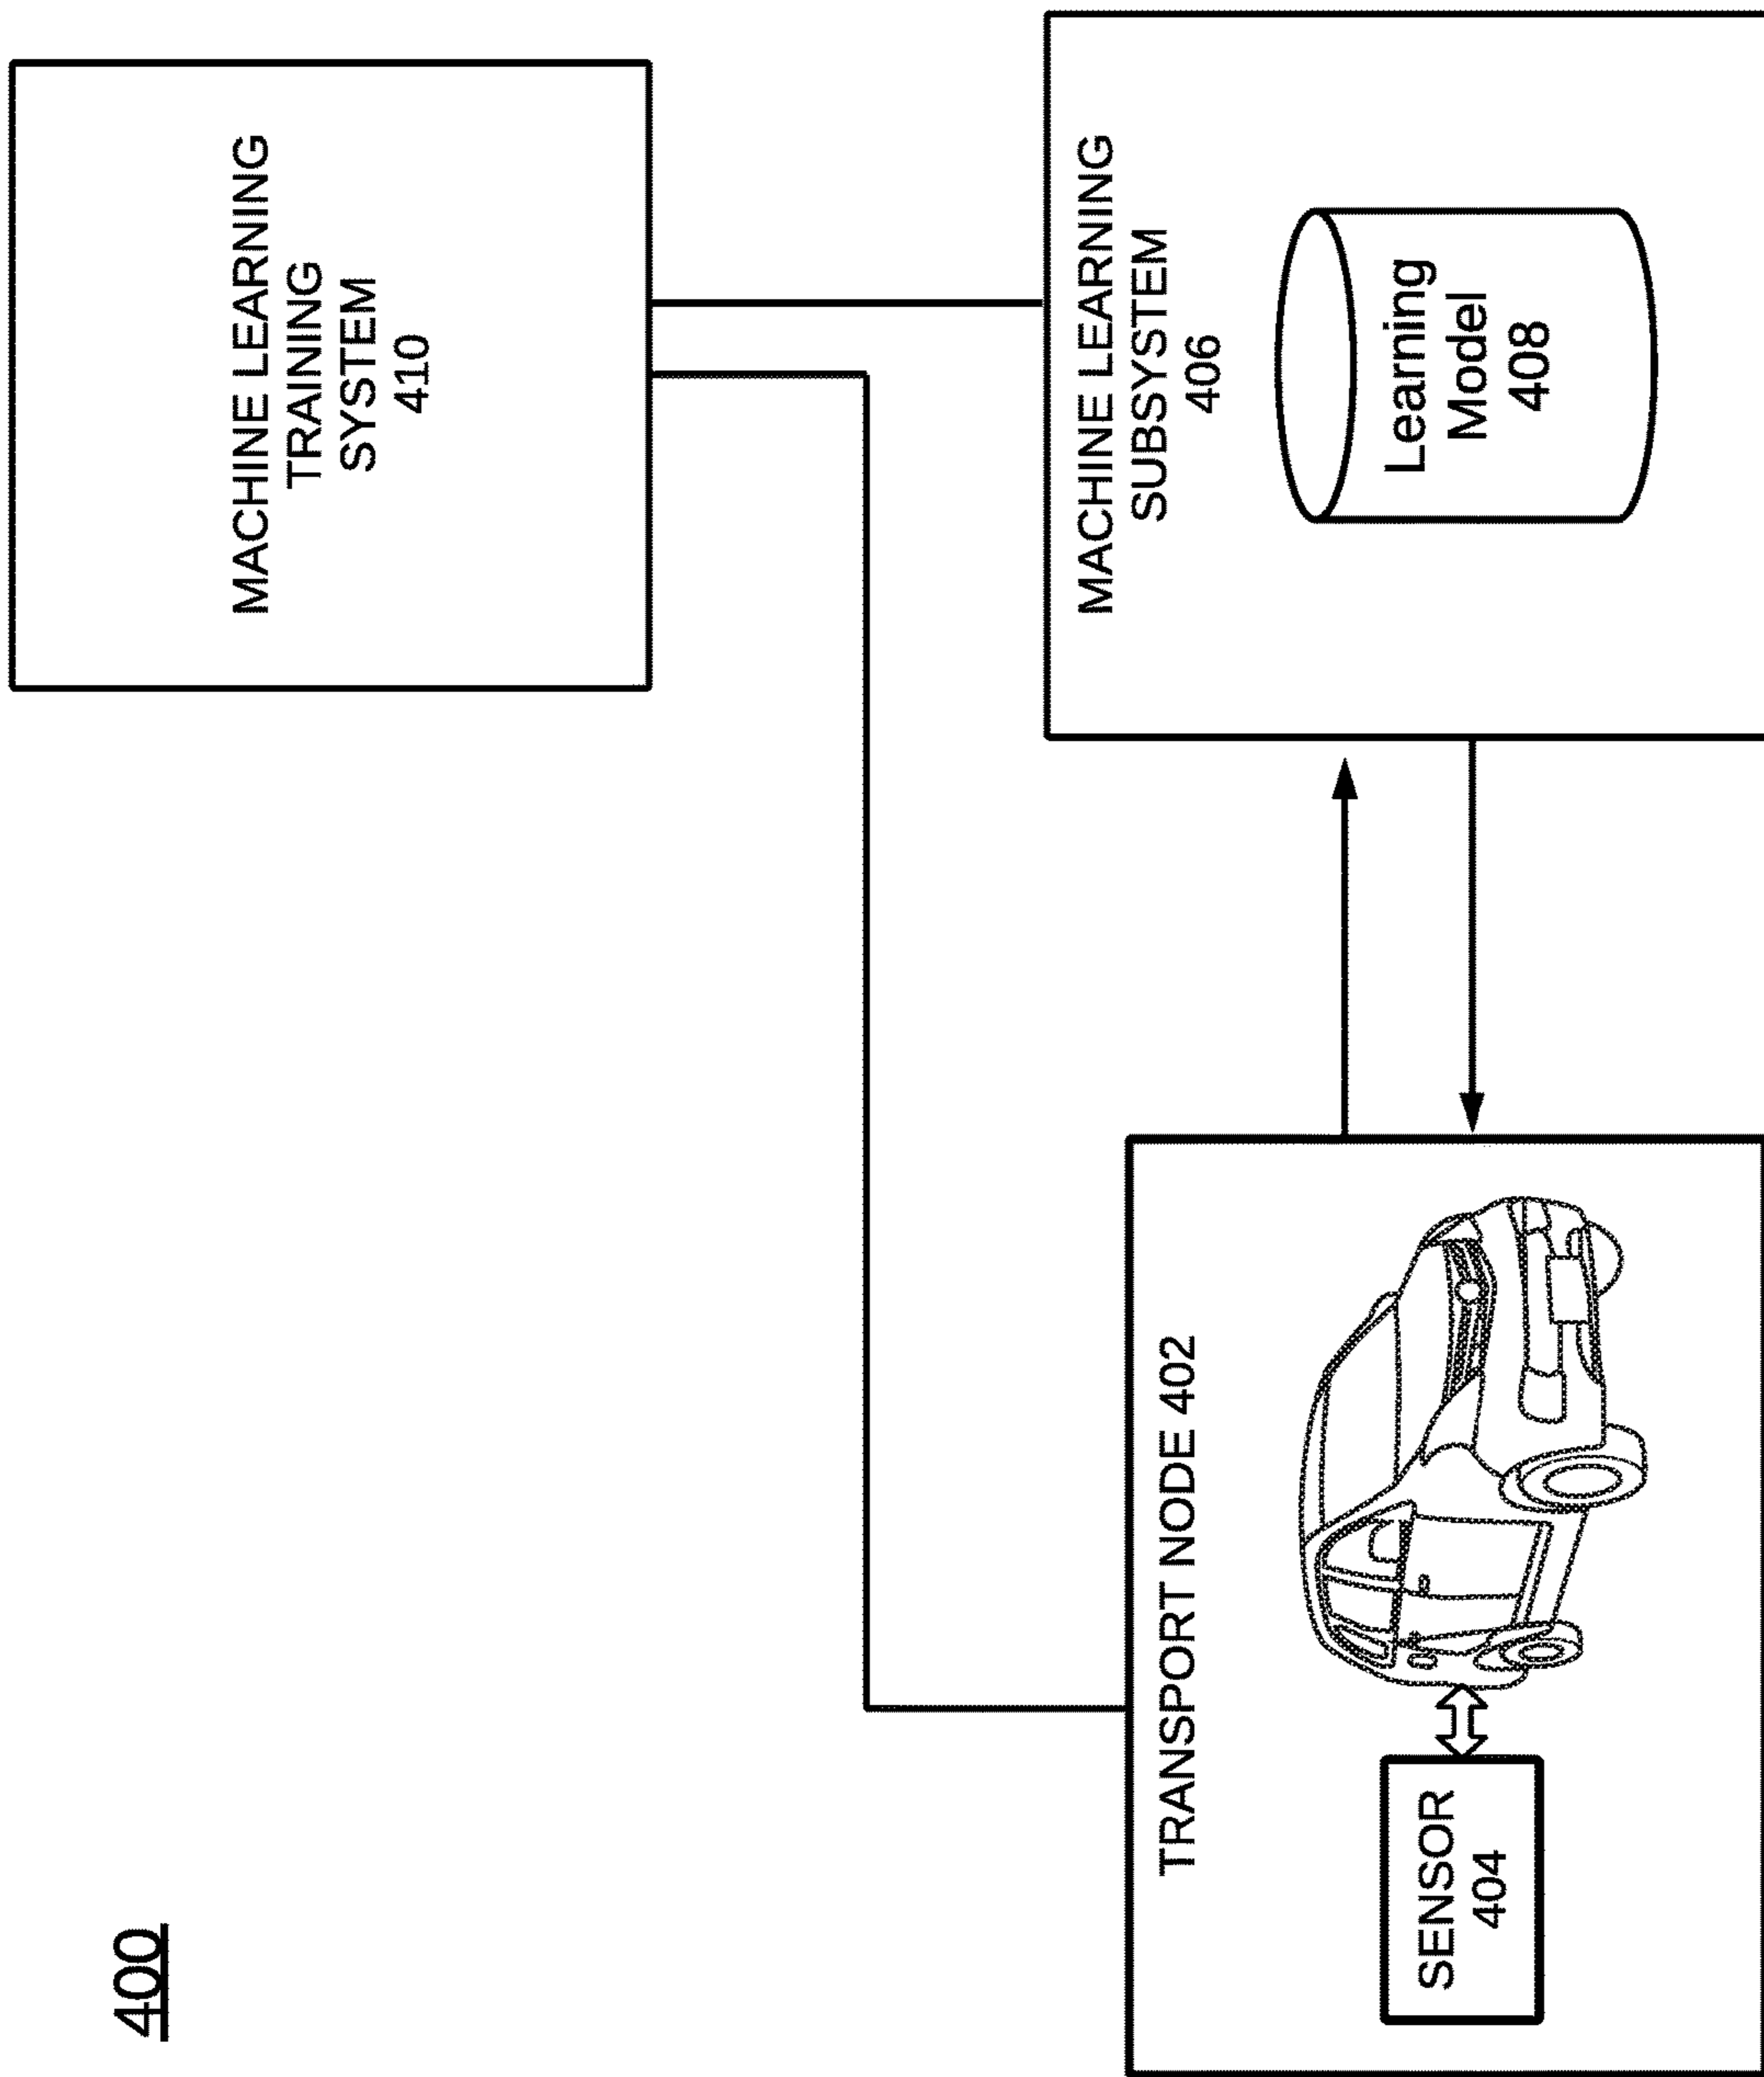 400
MACHINE LEARNING
TRAINING
SYSTEM
410
TRANSPORT NODE 402
SENSOR
404
MACHINE LEARNING
SUBSYSTEM
406
Learning
Model
408